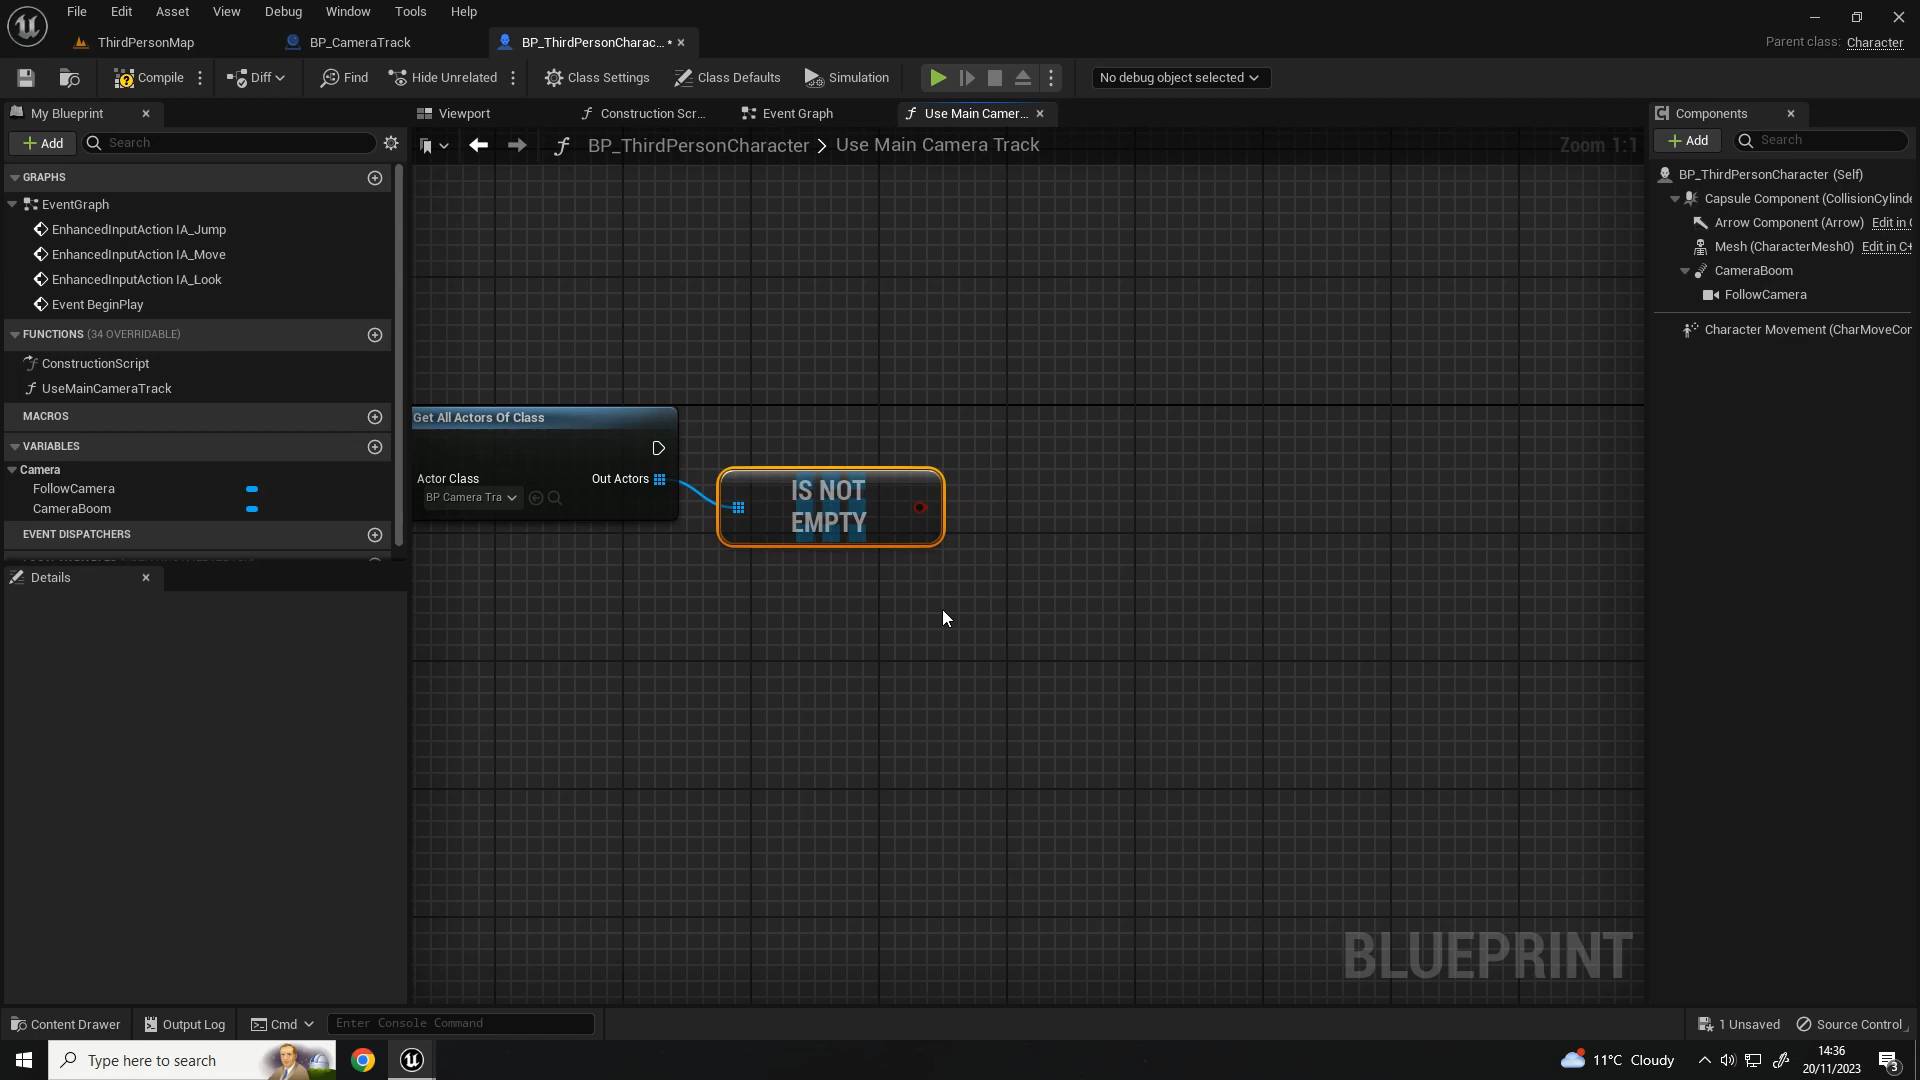 File Edit Asset View Debug Window Tools Help
ThirdPersonMap BP_CameraTrack BP_ThirdPersonCharac... •
Parent class: Character
Compile Diff Find Hide Unrelated Class Settings Class Defaults Simulation No debug object selected
My Blueprint
Viewport Construction Scr... Event Graph Use Main Camer...
Components
Add Search
BP_ThirdPersonCharacter > Use Main Camera Track
Zoom 1:1
Add Search
GRAPHS
EventGraph
EnhancedInputAction IA_Jump
EnhancedInputAction IA_Move
EnhancedInputAction IA_Look
Event BeginPlay
FUNCTIONS (34 OVERRIDABLE)
ConstructionScript
UseMainCameraTrack
MACROS
VARIABLES
Camera
FollowCamera
CameraBoom
EVENT DISPATCHERS
Details
Get All Actors Of Class
Actor Class Out Actors
BP Camera Tra
IS NOT
EMPTY
BLUEPRINT
BP_ThirdPersonCharacter (Self)
Capsule Component (CollisionCylinde
Arrow Component (Arrow) Edit in C
Mesh (CharacterMesh0) Edit in C+
CameraBoom
FollowCamera
Character Movement (CharMoveCor
Content Drawer Output Log Cmd Enter Console Command
1 Unsaved Source Control
Type here to search
11°C Cloudy
14:36
20/11/2023
3